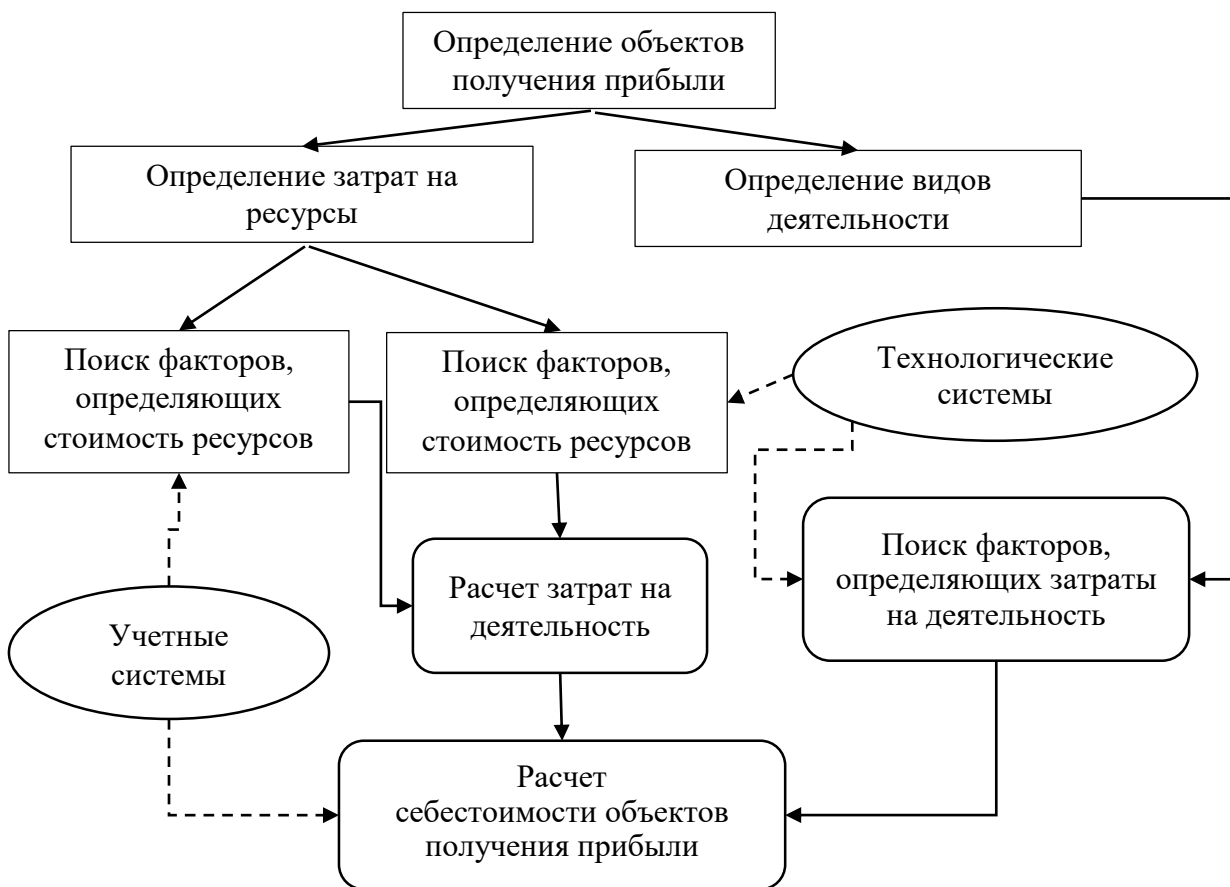 Определение объектов
получения прибыли
Определение затрат на
ресурсы
Определение видов
деятельности
Поиск факторов,
определяющих
стоимость ресурсов
Поиск факторов,
определяющих
стоимость ресурсов
Технологические
системы
Расчет затрат на
деятельность
Поиск факторов,
определяющих затраты
на деятельность
Учетные
системы
Расчет
себестоимости объектов
получения прибыли